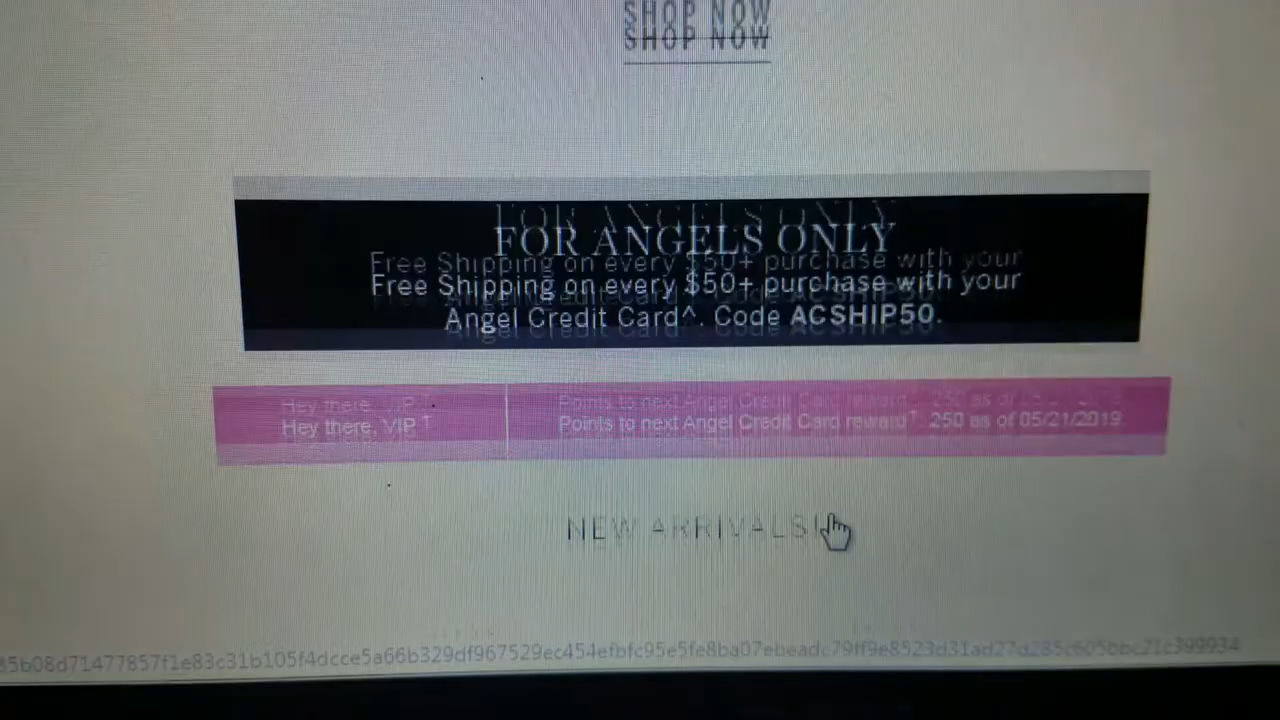 SHOP NOW
FOR ANGELS ONLY
Free Shipping on every $50+ purchase with your
Angel Credit Card^. Code ACSHIP50.
Hey there, VIP†
Points to next Angel Credit Card reward†: 250 as of 05/21/2019
NEW ARRIVALS